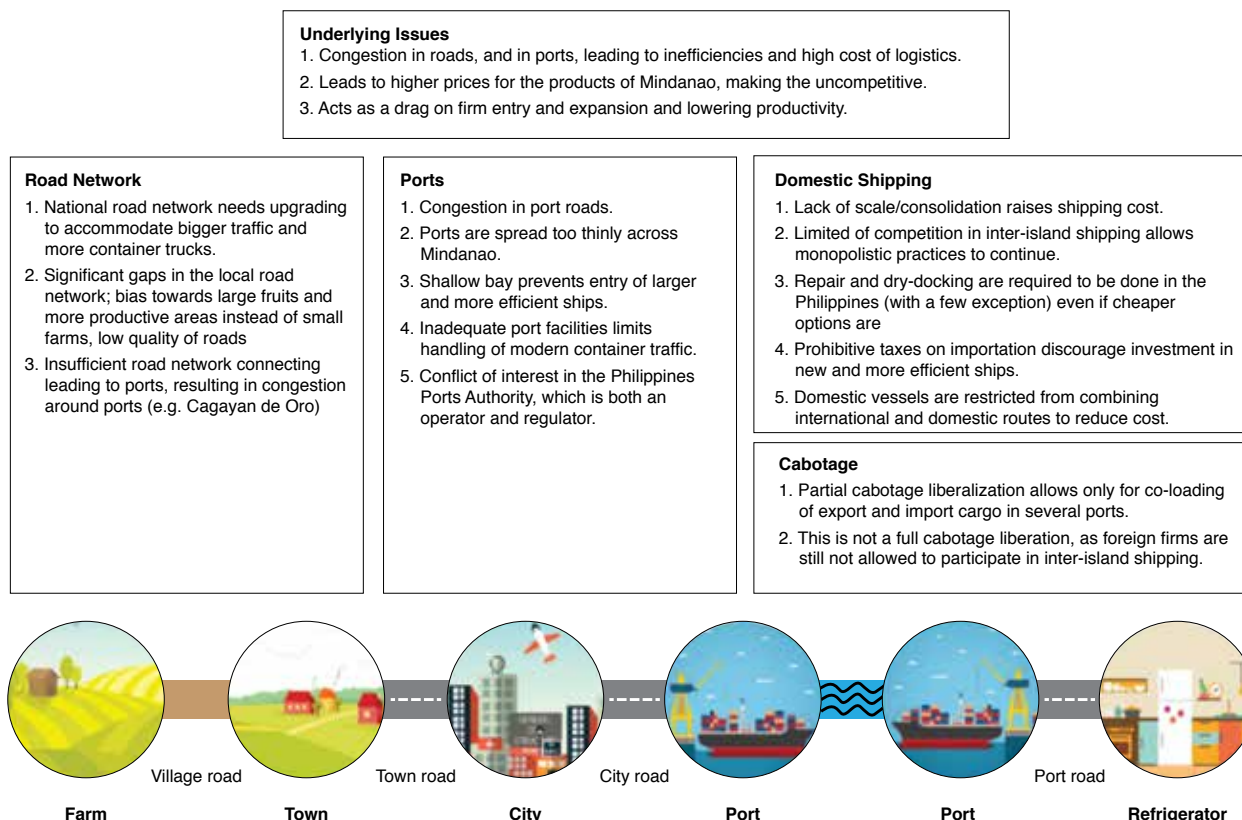 Underlying Issues
1. Congestion in roads, and in ports, leading to inefficiencies and high cost of logistics.
2. Leads to higher prices for the products of Mindanao, making the uncompetitive.
3. Acts as a drag on firm entry and expansion and lowering productivity.
Road Network
1. National road network needs upgrading
to accommodate bigger traffic and
more container trucks.
2. Significant gaps in the local road
network; bias towards large fruits and
more productive areas instead of small
farms, low quality of roads
3. Insufficient road network connecting
leading to ports, resulting in congestion
around ports (e.g. Cagayan de Oro)
Ports
1. Congestion in port roads.
2. Ports are spread too thinly across
Mindanao.
3. Shallow bay prevents entry of larger
and more efficient ships.
4. Inadequate port facilities limits
handling of modern container traffic.
5. Conflict of interest in the Philippines
Ports Authority, which is both an
operator and regulator.
Domestic Shipping
1. Lack of scale/consolidation raises shipping cost.
2. Limited of competition in inter-island shipping allows
monopolistic practices to continue.
3. Repair and dry-docking are required to be done in the
Philippines (with a few exception) even if cheaper
options are
4. Prohibitive taxes on importation discourage investment in
new and more efficient ships.
5. Domestic vessels are restricted from combining
international and domestic routes to reduce cost.
Cabotage
1. Partial cabotage liberalization allows only for co-loading
of export and import cargo in several ports.
2. This is not a full cabotage liberation, as foreign firms are
still not allowed to participate in inter-island shipping.
Village road
Town road
City road
Port road
Farm
Town
City
Port
Port
Refrigerator